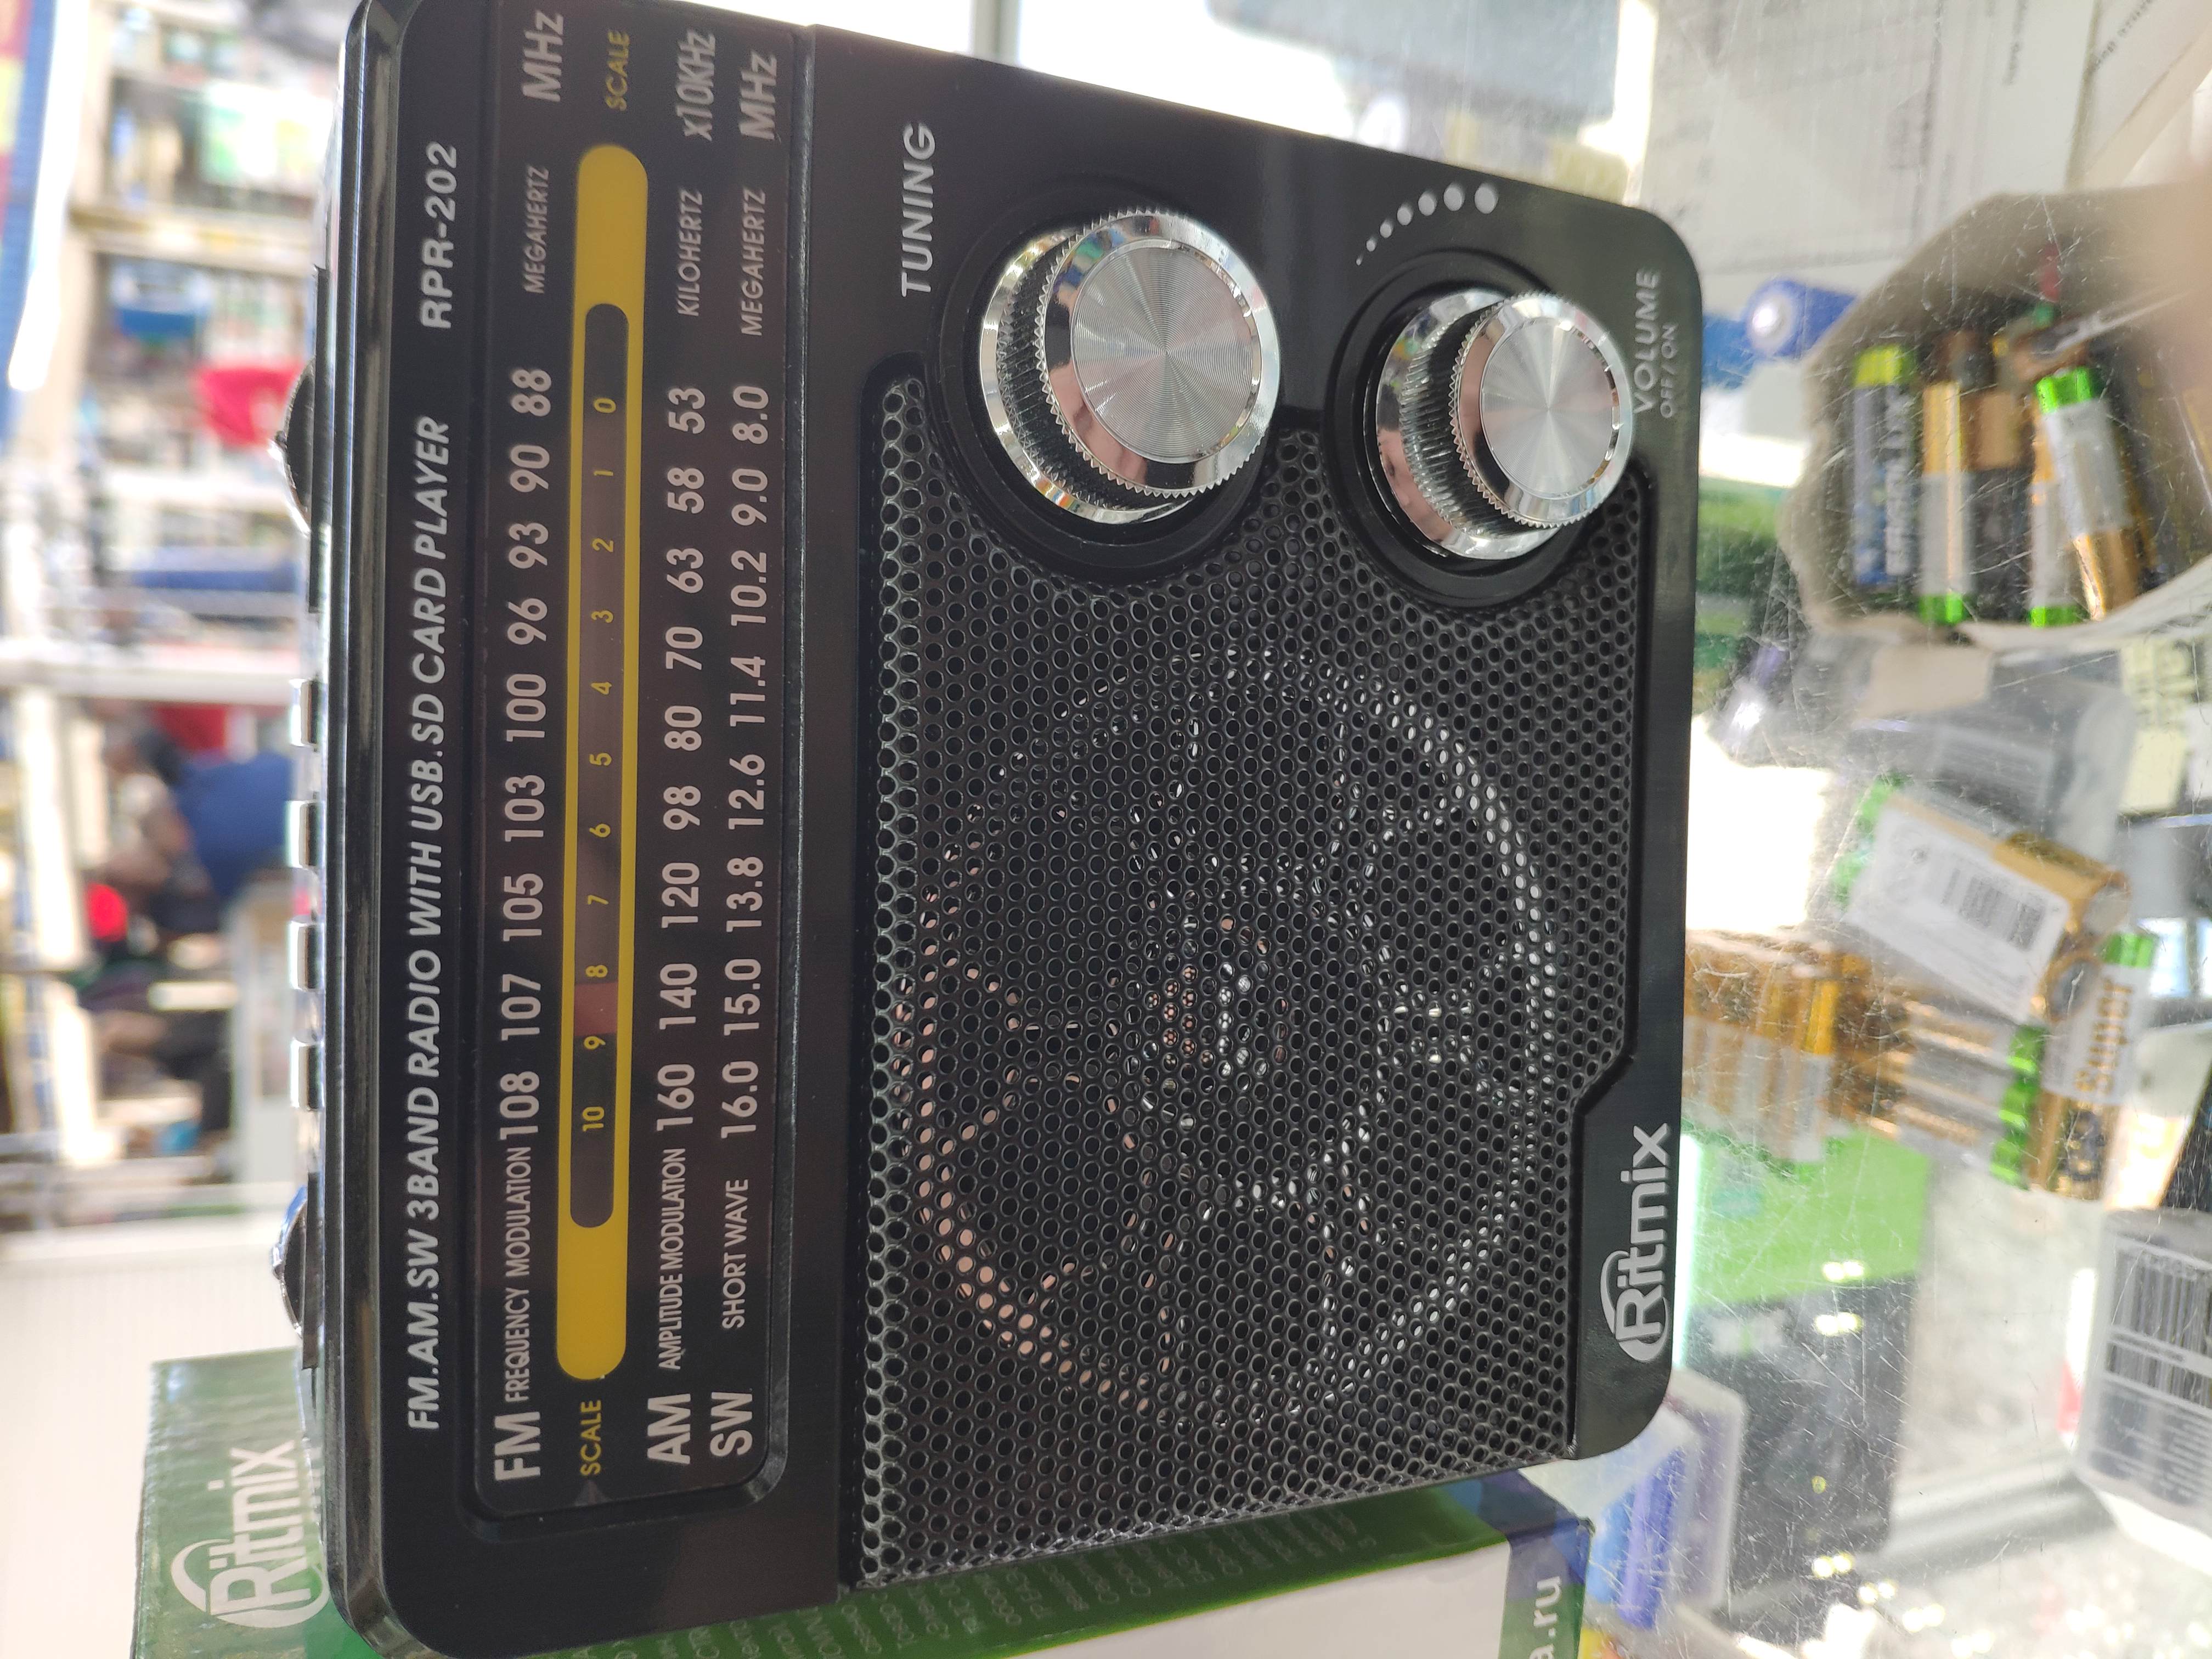 FM.AM.SW 3BAND RADIO WITH USB.SD CARD PLAYER RPR-202
FM FREQUENCY MODULATION 108 107 105 103 100 96 93 90 88 MEGAHERTZ MHz
SCALE 10 9 8 7 6 5 4 3 2 1 0 SCALE
AM AMPLITUDE MODULATION 160 140 120 98 80 70 63 58 53 KILOHERTZ x10KHz
SW SHORT WAVE 16.0 15.0 13.8 12.6 11.4 10.2 9.0 8.0 MEGAHERTZ MHz
TUNING
VOLUME
OFF/ON
Ritmix
Ritmix
a.ru
Super